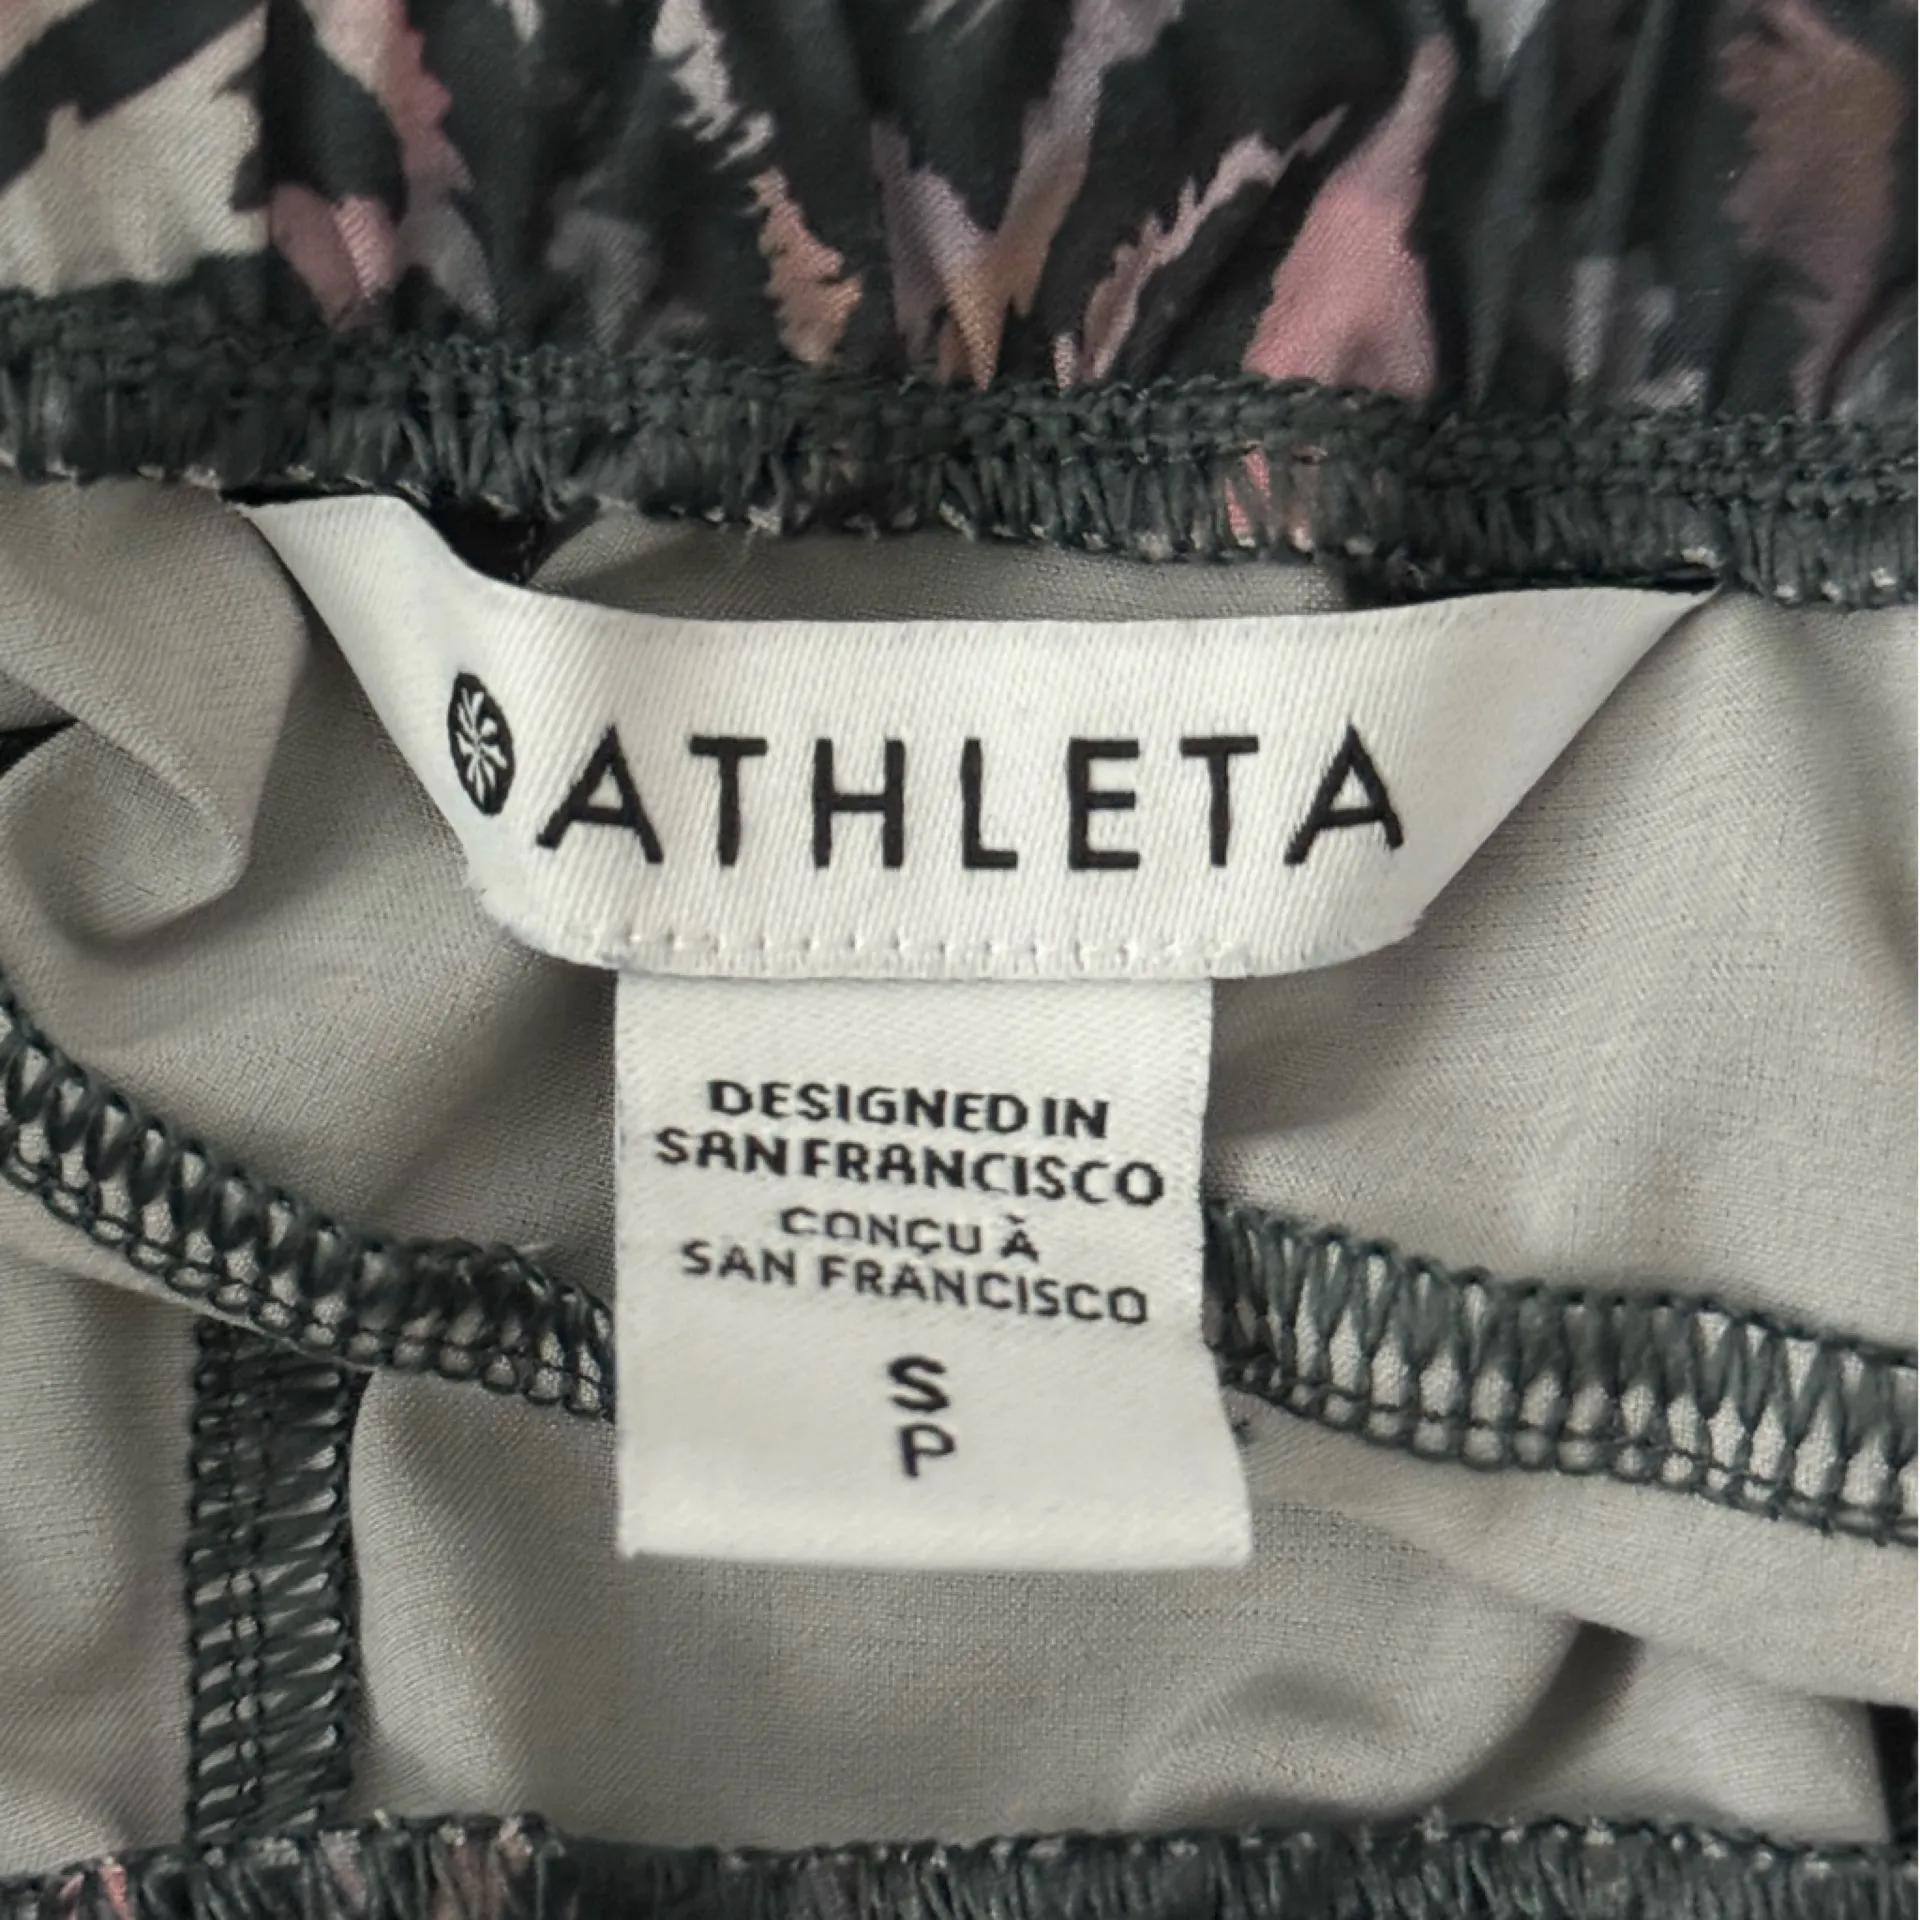 ATHLETA
DESIGNED IN
SAN FRANCISCO
CONÇU À
SAN FRANCISCO
S
P